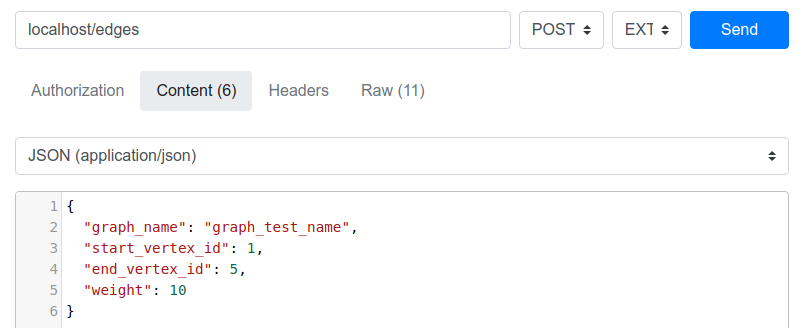 localhost/edges POST EXT Send
Authorization Content (6) Headers Raw (11)
JSON (application/json)
1 {
2 "graph_name": "graph_test_name",
3 "start_vertex_id": 1,
4 "end_vertex_id": 5,
5 "weight": 10
6 }